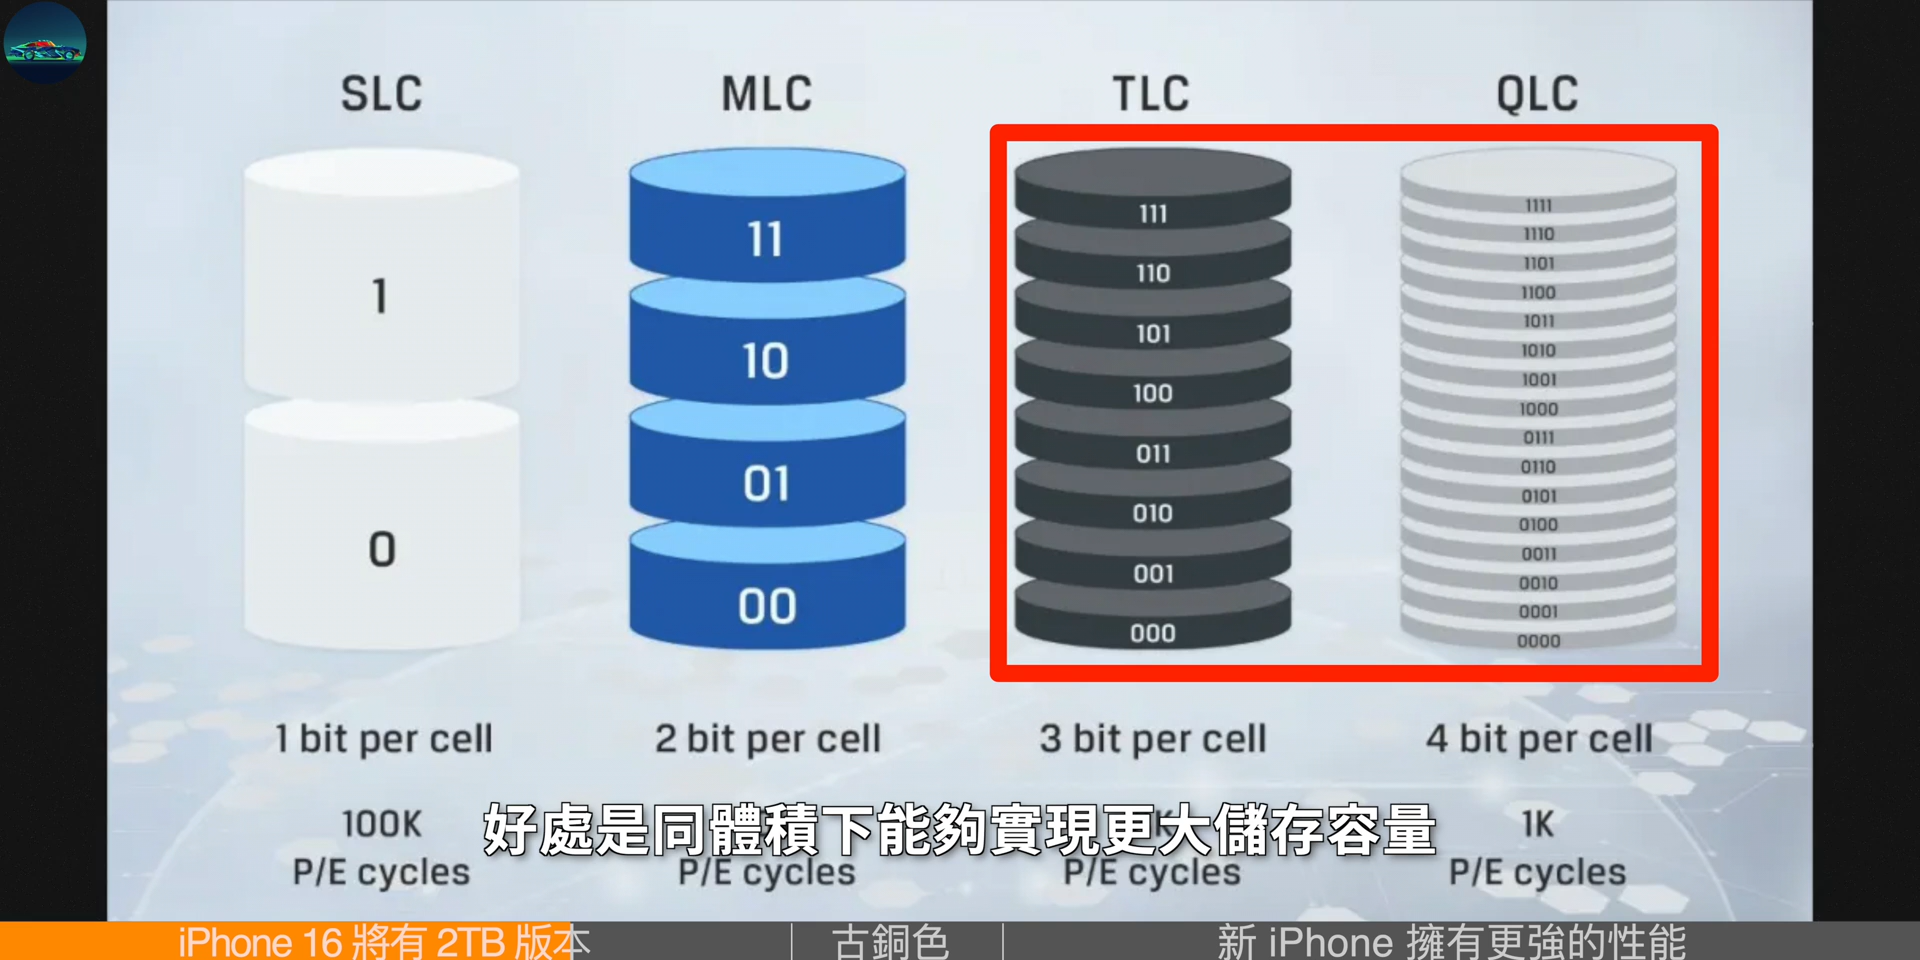 SLC
MLC
TLC
QLC
1
0
11
10
01
00
111
110
101
100
011
010
001
000
1111
1110
1101
1100
1011
1010
1001
1000
0111
0110
0101
0100
0011
0010
0001
0000
1 bit per cell
2 bit per cell
3 bit per cell
4 bit per cell
100K
P/E cycles
P/E cycles
K
P/E cycles
1K
P/E cycles
好處是同體積下能夠實現更大儲存容量
iPhone 16 將有 2TB 版本
古銅色
新 iPhone 擁有更強的性能